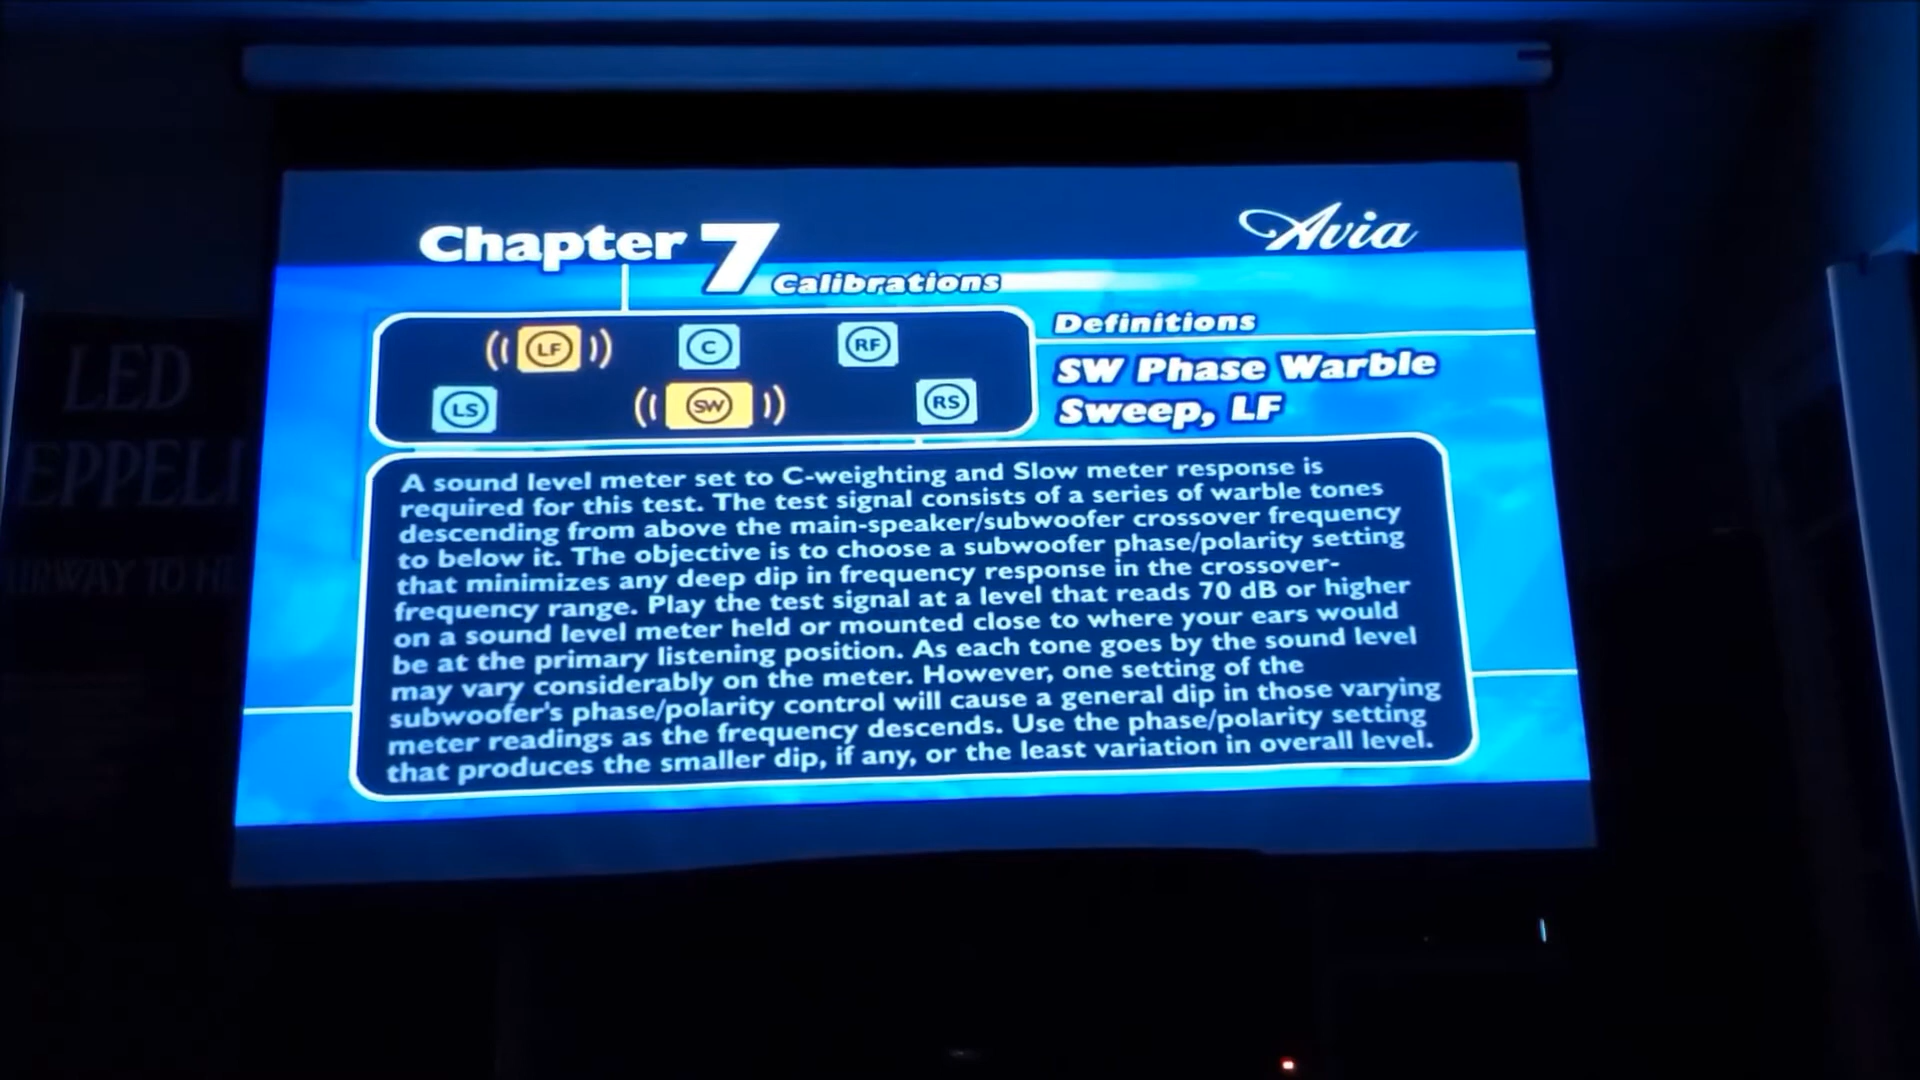 Avia
Chapter 7
Calibrations
LF
C
RF
LS
SW
RS
Definitions
SW Phase Warble
Sweep, LF
A sound level meter set to C-weighting and Slow meter response is
required for this test. The test signal consists of a series of warble tones
descending from above the main-speaker/subwoofer crossover frequency
to below it. The objective is to choose a subwoofer phase/polarity setting
that minimizes any deep dip in frequency response in the crossover-
frequency range. Play the test signal at a level that reads 70 dB or higher
on a sound level meter held or mounted close to where your ears would
be at the primary listening position. As each tone goes by the sound level
may vary considerably on the meter. However, one setting of the
subwoofer's phase/polarity control will cause a general dip in those varying
meter readings as the frequency descends. Use the phase/polarity setting
that produces the smaller dip, if any, or the least variation in overall level.
LED
EPPELI
IRWAY TO H